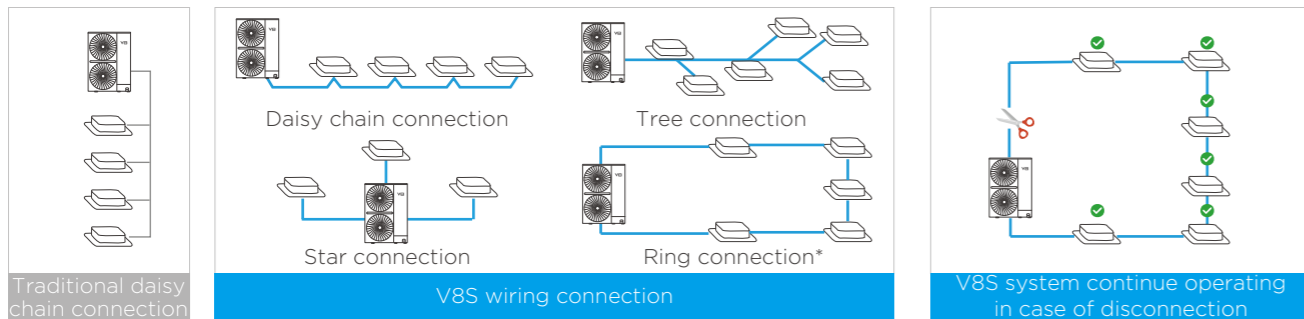 Daisy chain connection
Tree connection
Star connection
Ring connection*
Traditional daisy
chain connection
V8S wiring connection
V8S system continue operating
in case of disconnection